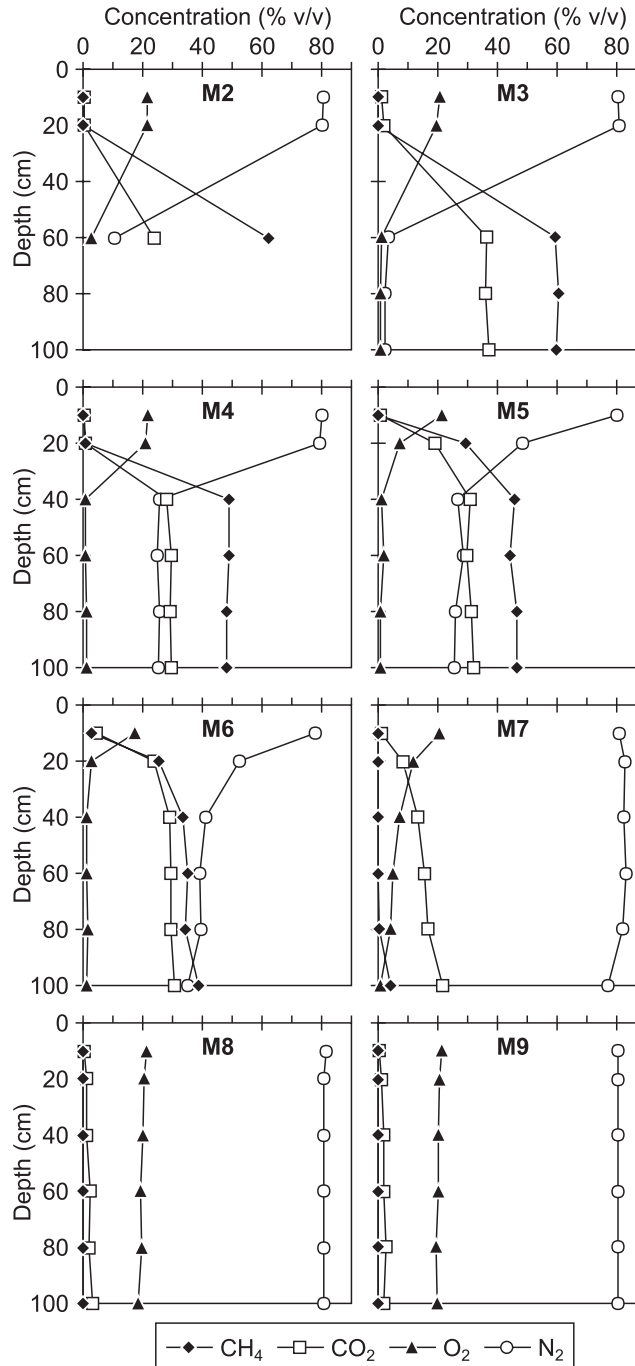 Concentration (% v/v) Concentration (% v/v)
0 20 40 60 80 0 20 40 60 80
0 M2 M3
20
40
60
80
100
Depth (cm)
0 M4 M5
20
40
60
80
100
Depth (cm)
0 M6 M7
20
40
60
80
100
Depth (cm)
0 M8 M9
20
40
60
80
100
Depth (cm)
CH₄ CO₂ O₂ N₂